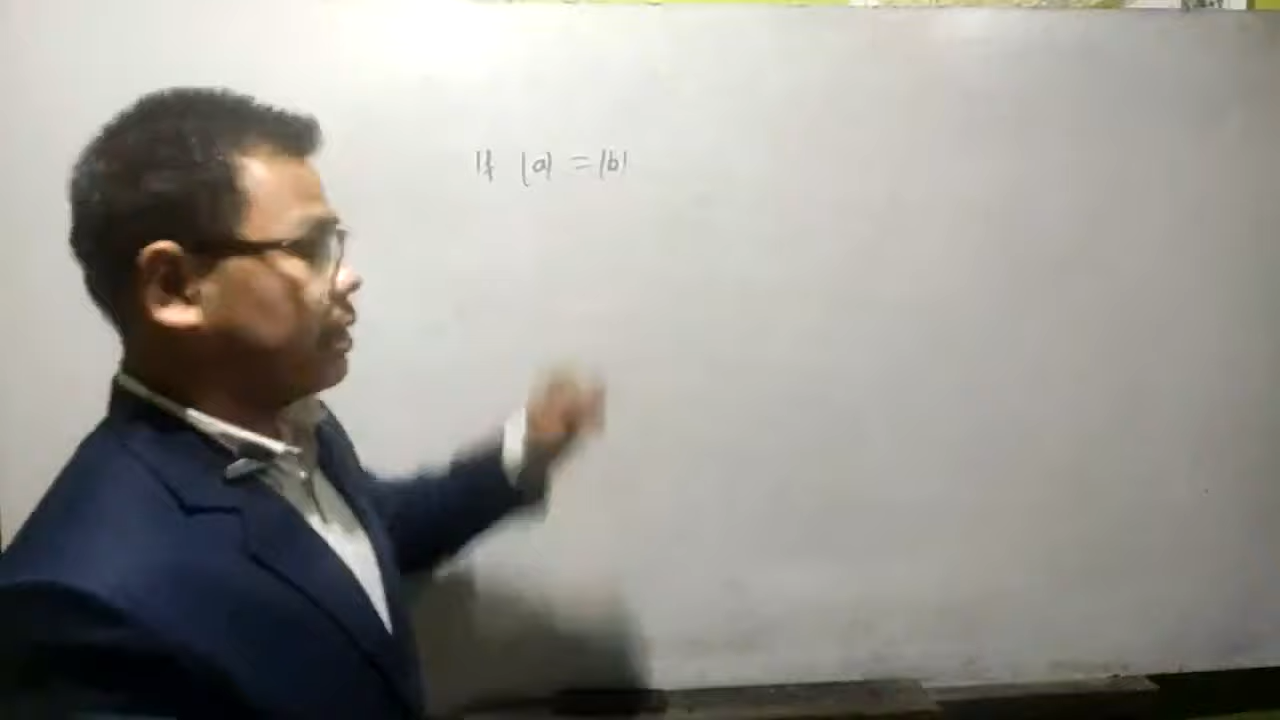 If |a| = |b|